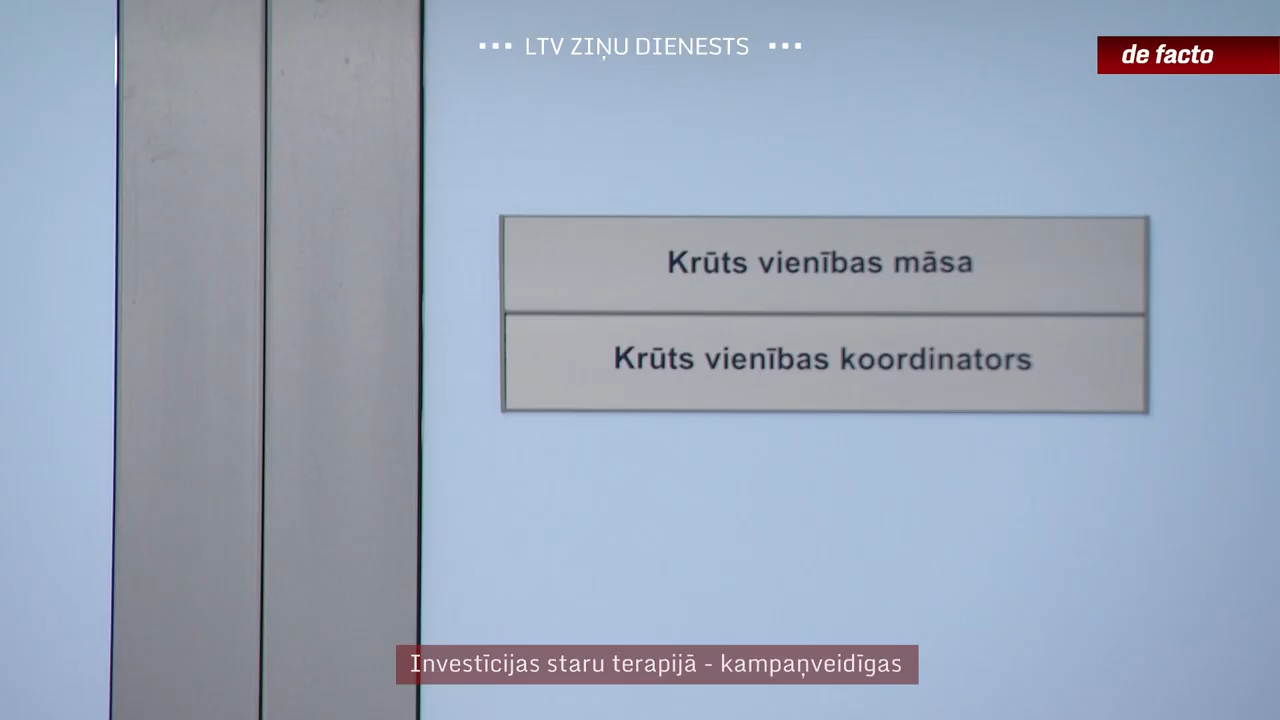 LTV ZIŅU DIENESTS
de facto
Krūts vienības māsa
Krūts vienības koordinators
Investīcijas staru terapijā - kampaņveidīgas